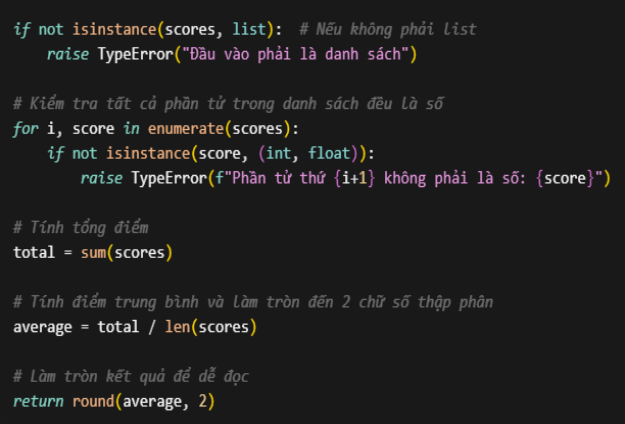 if not isinstance(scores, list):  # Nếu không phải list
    raise TypeError("Đầu vào phải là danh sách")

# Kiểm tra tất cả phần tử trong danh sách đều là số
for i, score in enumerate(scores):
    if not isinstance(score, (int, float)):
        raise TypeError(f"Phần tử thứ {i+1} không phải là số: {score}")

# Tính tổng điểm
total = sum(scores)

# Tính điểm trung bình và làm tròn đến 2 chữ số thập phân
average = total / len(scores)

# Làm tròn kết quả để dễ đọc
return round(average, 2)